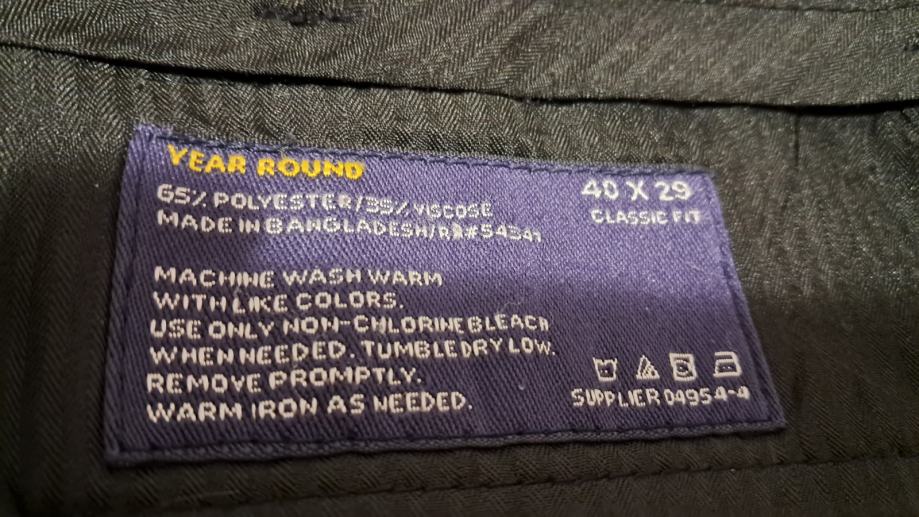 YEAR ROUND
40 X 29
65% POLYESTER/35% VISCOSE
CLASSIC FIT
MADE IN BANGLADESH/RN#54341
MACHINE WASH WARM
WITH LIKE COLORS.
USE ONLY NON-CHLORINE BLEACH
WHEN NEEDED. TUMBLE DRY LOW.
REMOVE PROMPTLY.
WARM IRON AS NEEDED.
SUPPLIER 04954-4